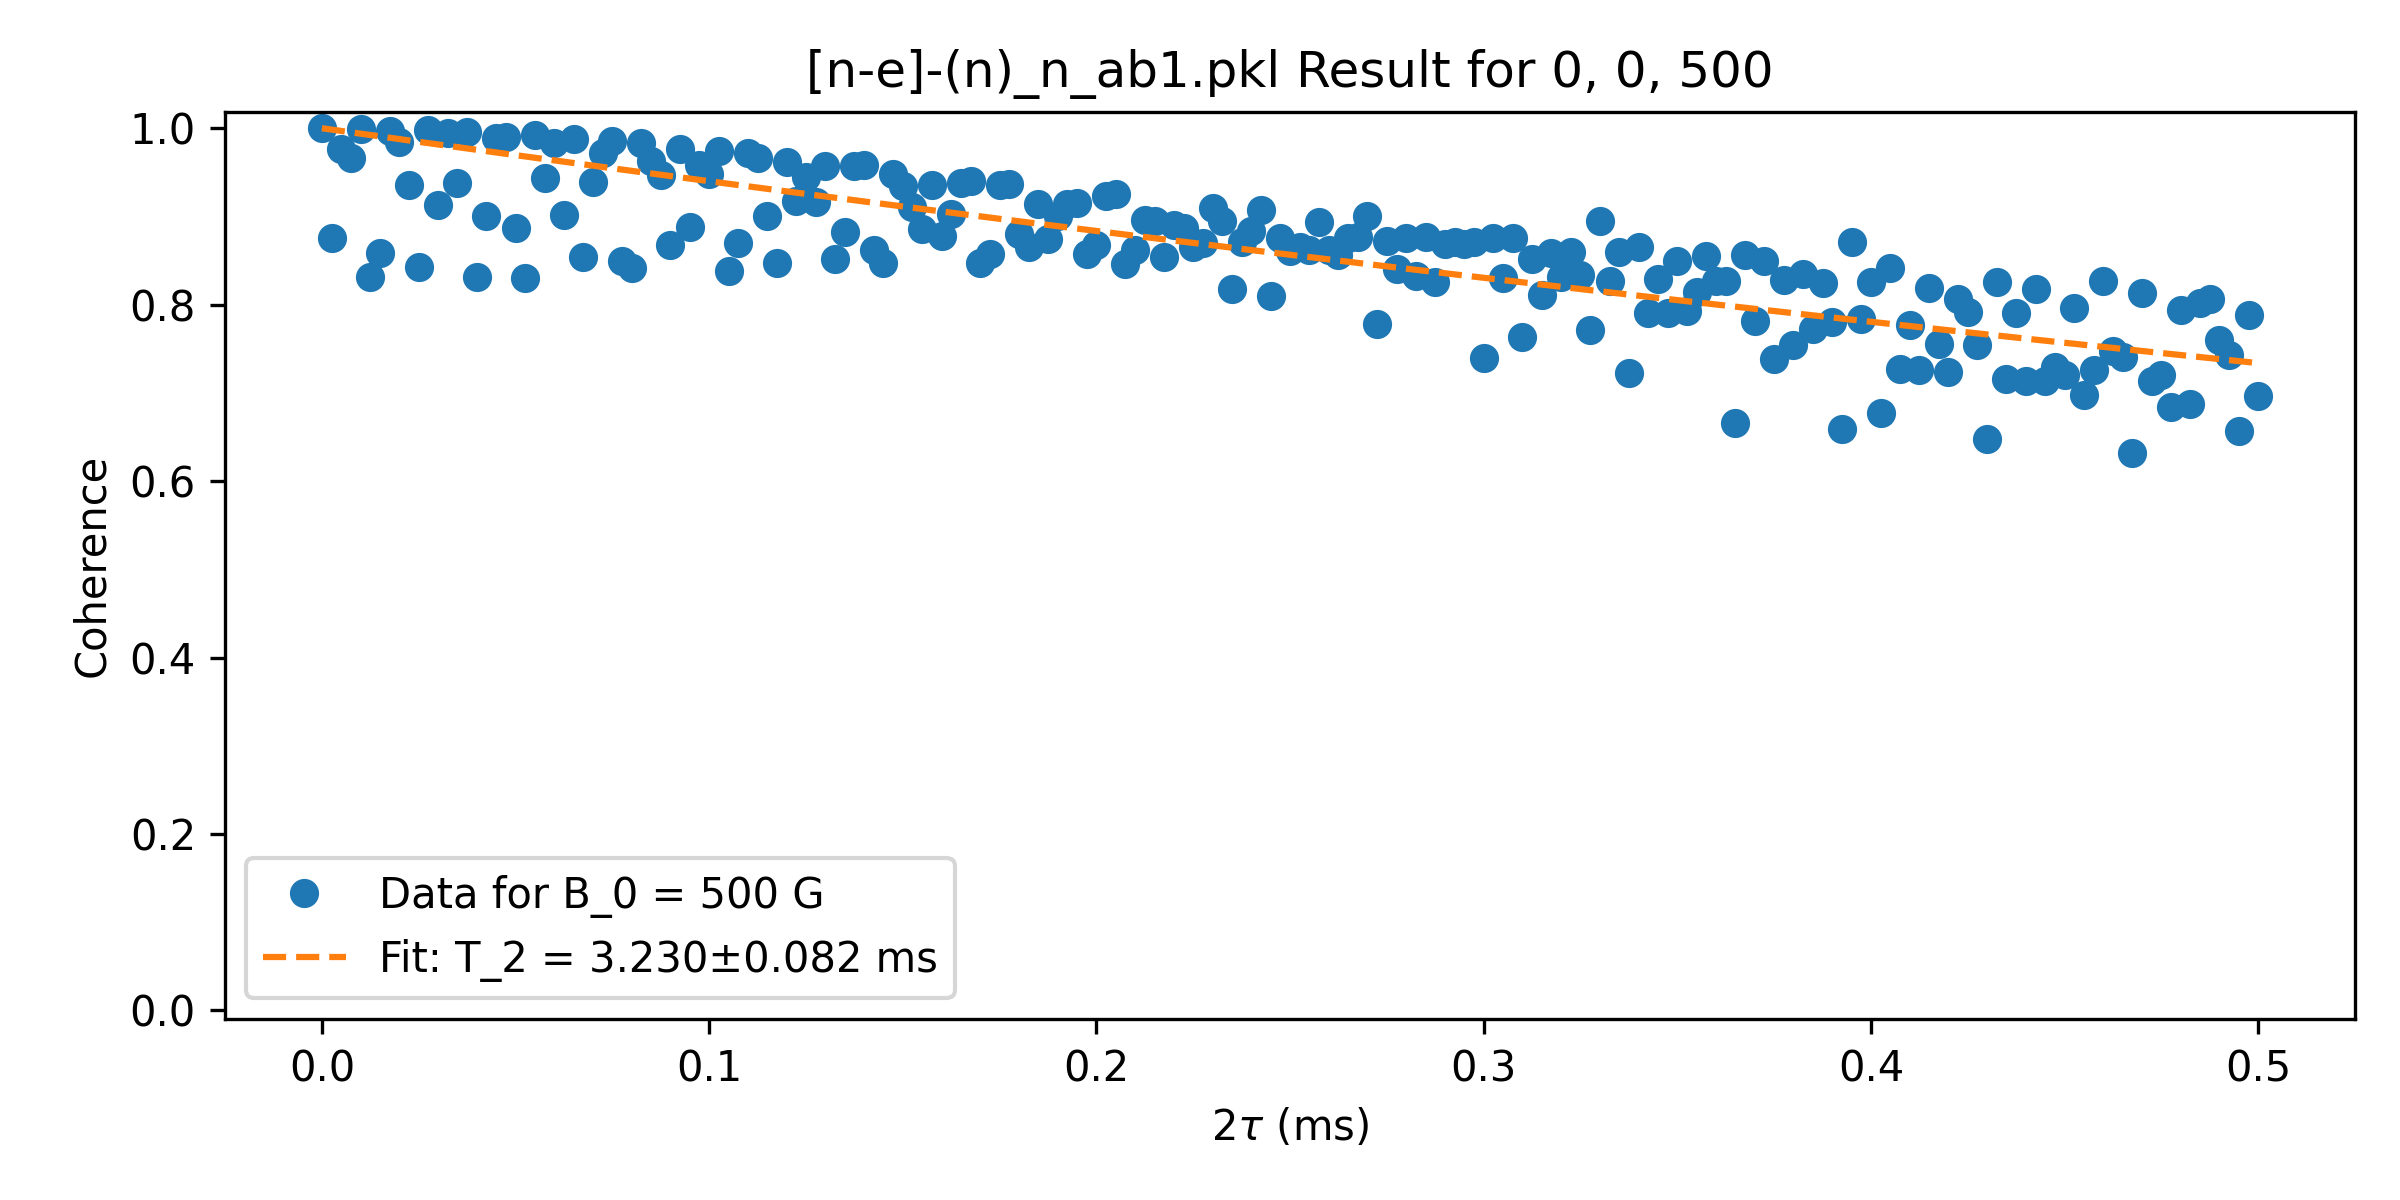 [n-e]-(n)_n_ab1.pkl Result for 0, 0, 500
1.0
0.8
0.6
0.4
0.2
0.0
Coherence
Data for B_0 = 500 G
Fit: T_2 = 3.230±0.082 ms
0.0 0.1 0.2 0.3 0.4 0.5
2τ (ms)